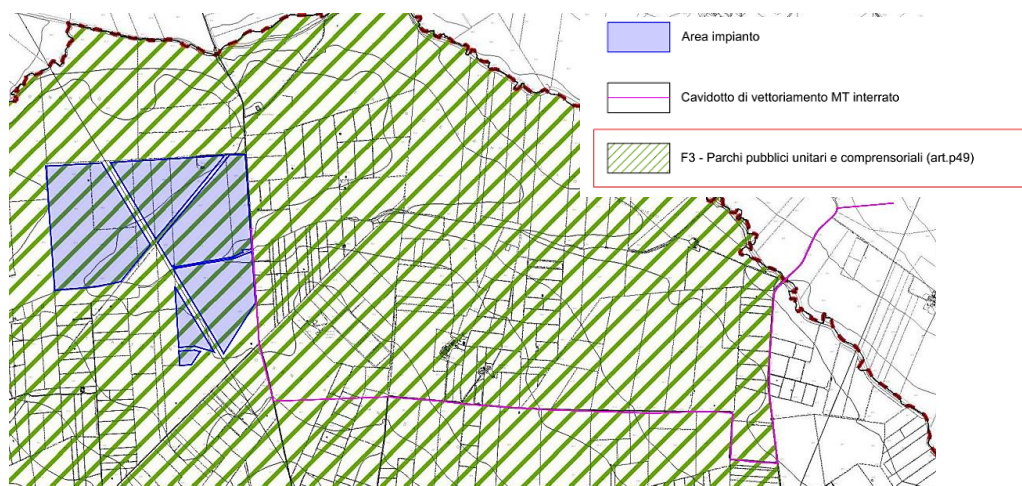 Area impianto
Cavidotto di vettoriamento MT interrato
F3 - Parchi pubblici unitari e comprensoriali (art.p49)